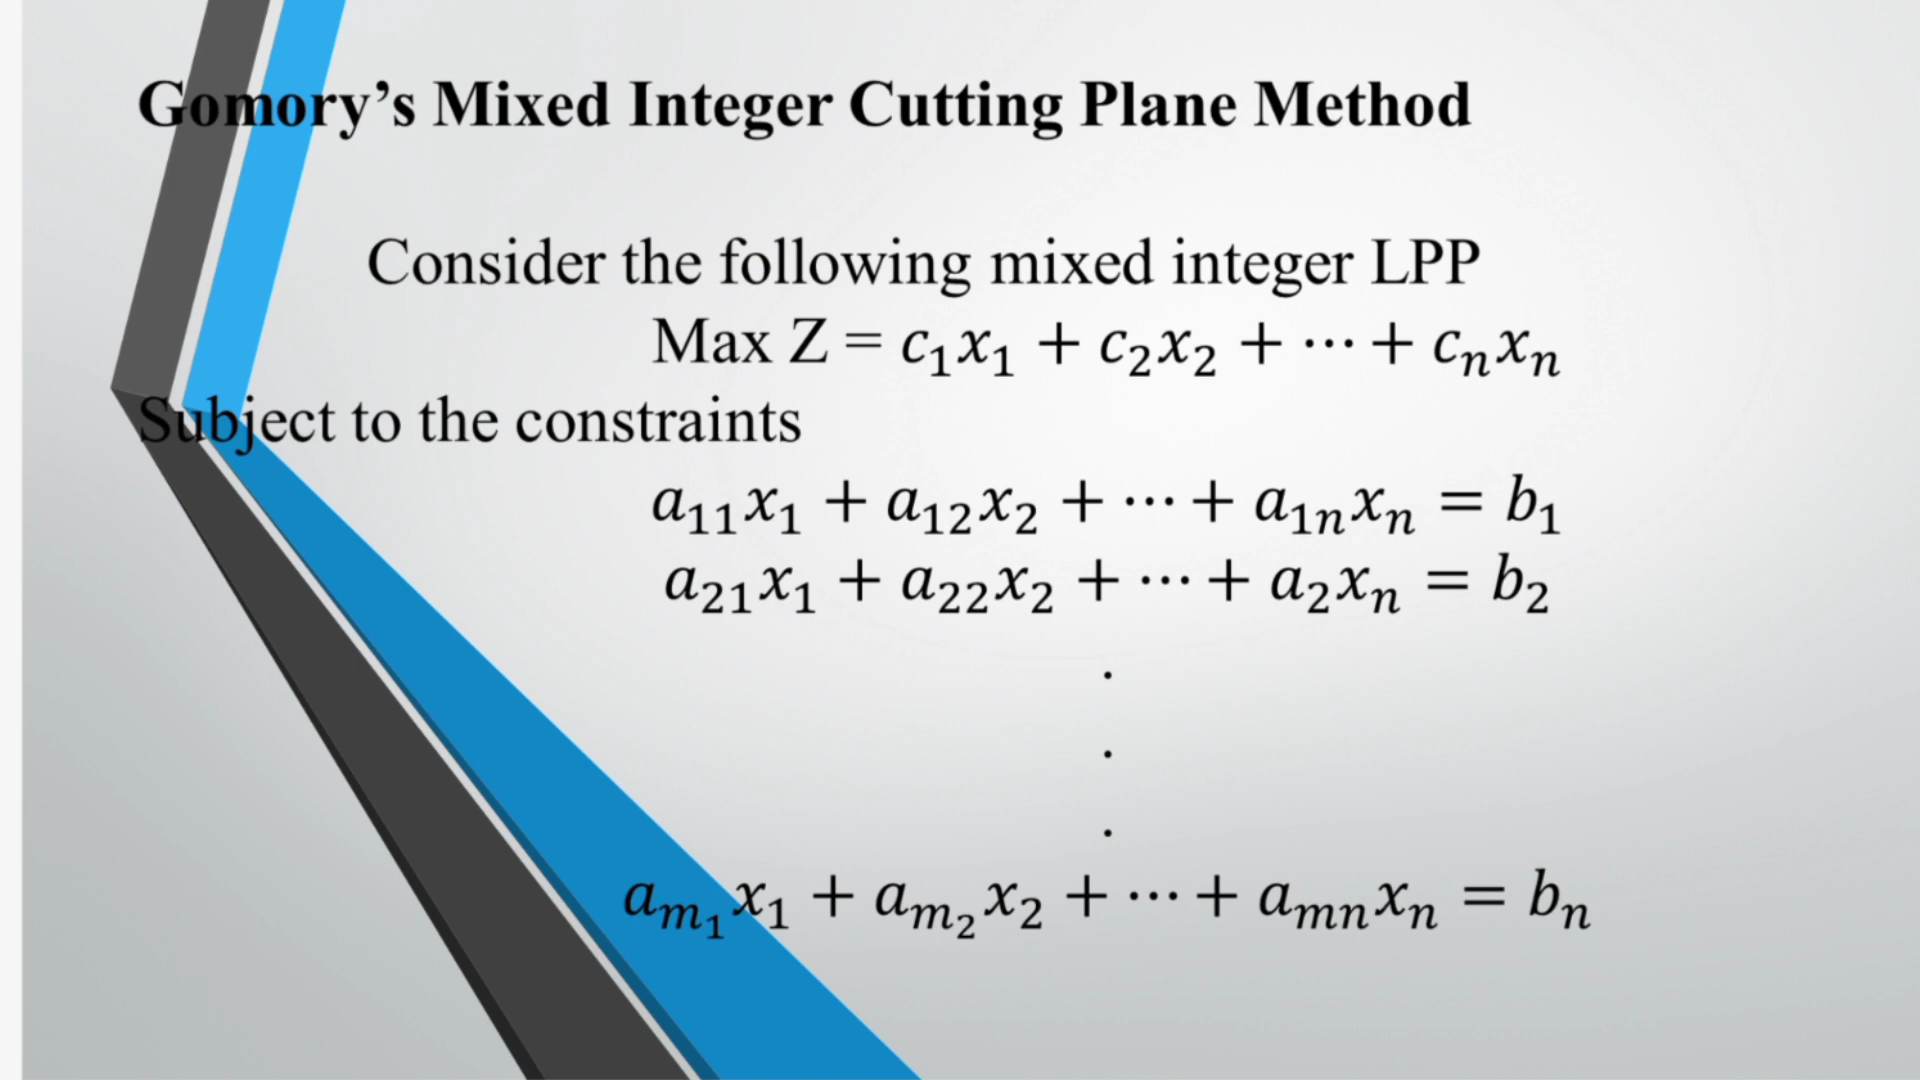 Gomory’s Mixed Integer Cutting Plane Method
Consider the following mixed integer LPP
Max Z = c₁x₁ + c₂x₂ + ⋯ + cₙxₙ
Subject to the constraints
a₁₁x₁ + a₁₂x₂ + ⋯ + a₁ₙxₙ = b₁
a₂₁x₁ + a₂₂x₂ + ⋯ + a₂xₙ = b₂
.
.
.
aₘ₁x₁ + aₘ₂x₂ + ⋯ + aₘₙxₙ = bₙ